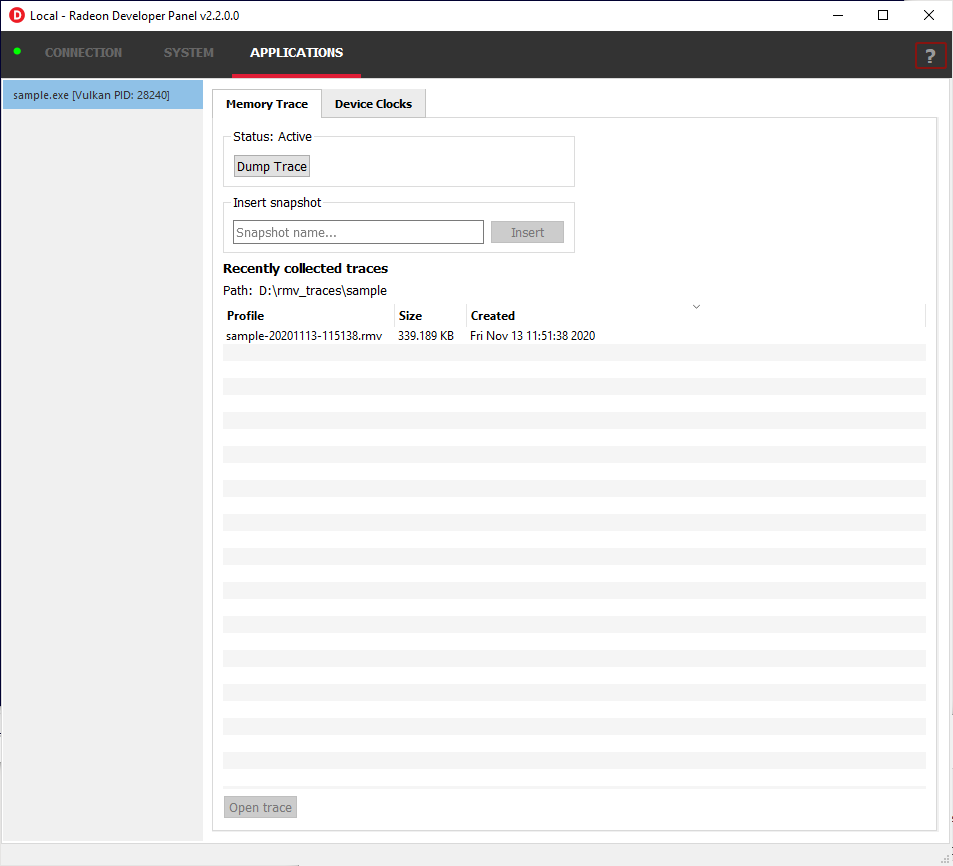 D Local - Radeon Developer Panel v2.2.0.0
CONNECTION SYSTEM APPLICATIONS ?
sample.exe [Vulkan PID: 28240]
Memory Trace Device Clocks
Status: Active
Dump Trace
Insert snapshot
Snapshot name... Insert
Recently collected traces
Path: D:\rmv_traces\sample
Profile Size Created
sample-20201113-115138.rmv 339.189 KB Fri Nov 13 11:51:38 2020
Open trace